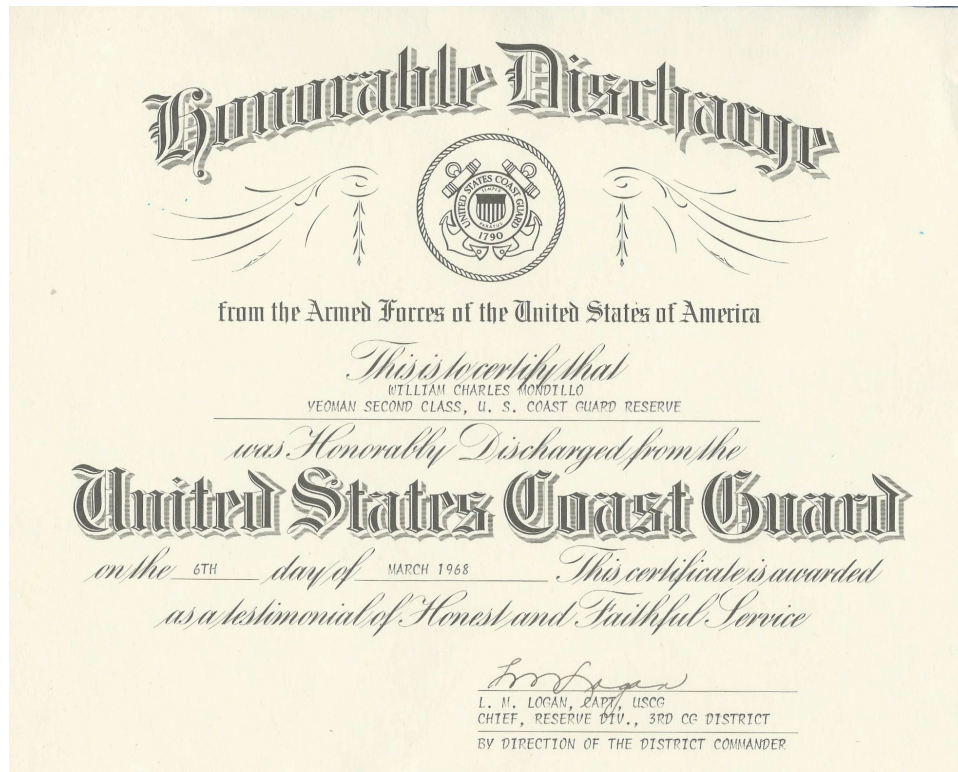 Honorable Discharge
UNITED STATES COAST GUARD
SEMPER
PARATUS
1790
from the Armed Forces of the United States of America
This is to certify that
WILLIAM CHARLES MONDILLO
YEOMAN SECOND CLASS, U. S. COAST GUARD RESERVE
was Honorably Discharged from the
United States Coast Guard
on the 6TH day of MARCH 1968 This certificate is awarded
as a testimonial of Honest and Faithful Service
L M Logan
L. M. LOGAN, CAPT, USCG
CHIEF, RESERVE DIV., 3RD CG DISTRICT
BY DIRECTION OF THE DISTRICT COMMANDER